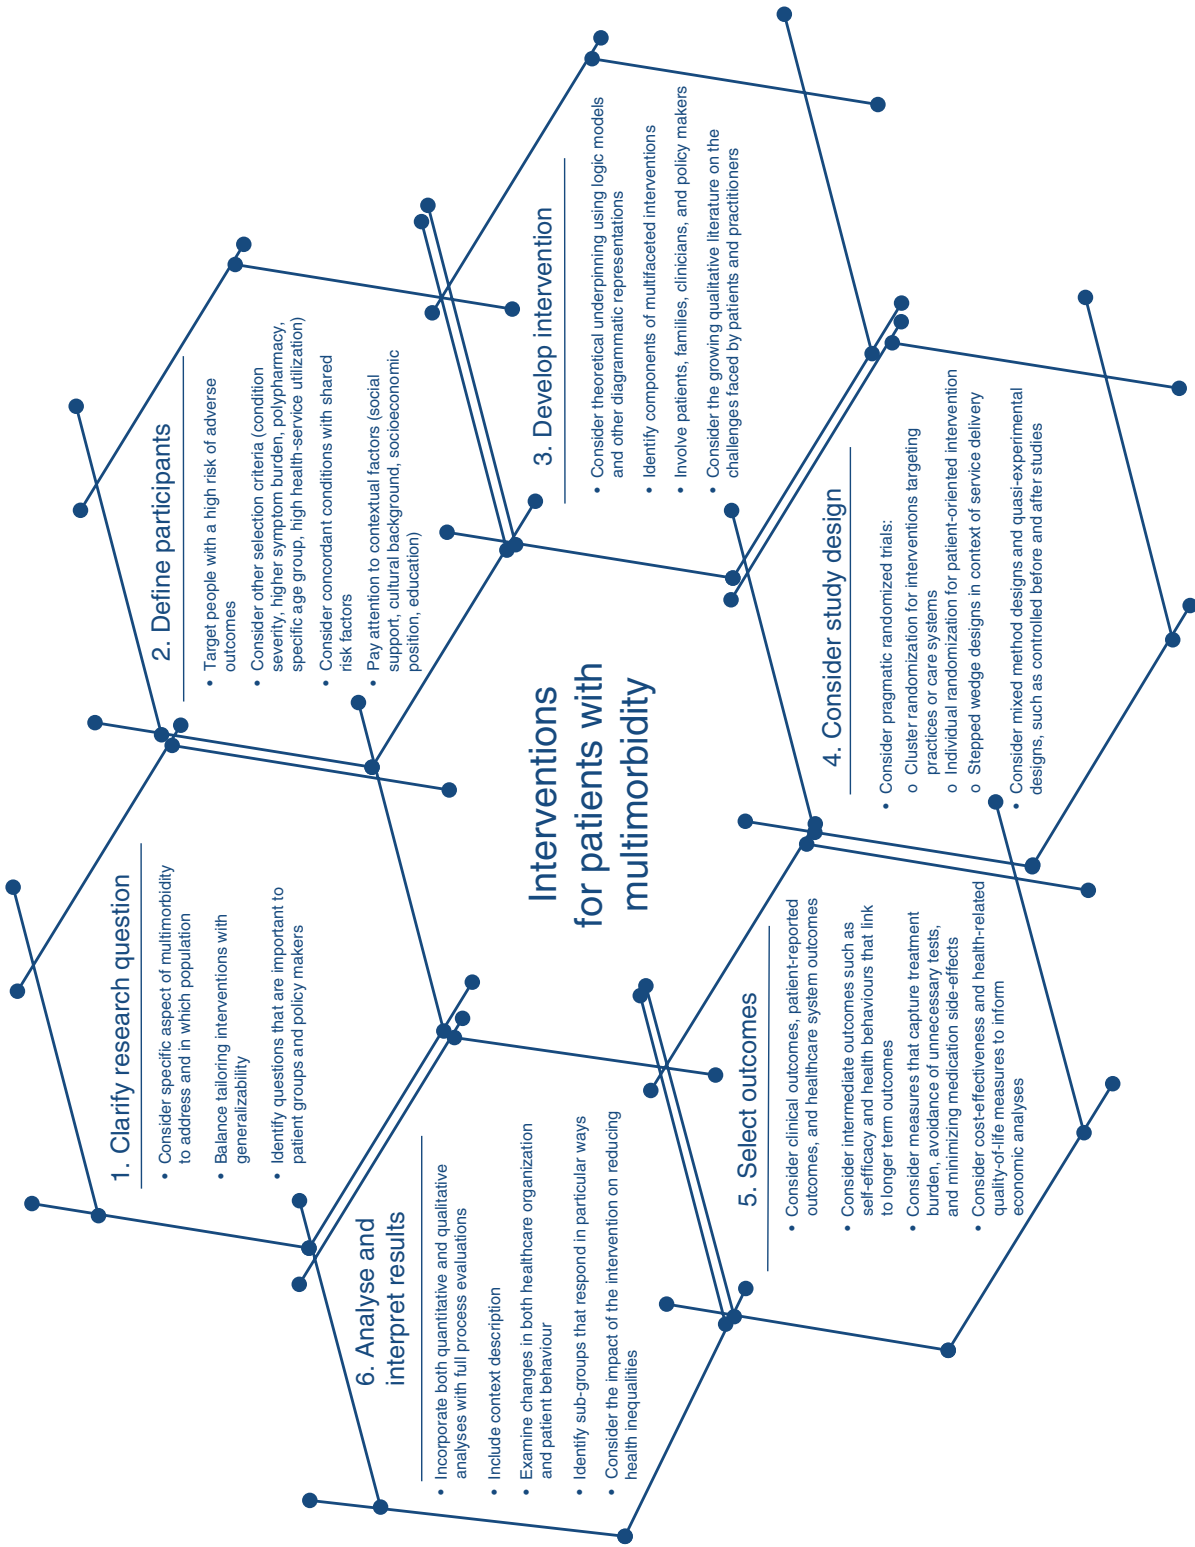 1. Clarify research question
• Consider specific aspect of multimorbidity
to address and in which population
• Balance tailoring interventions with
generalizability
• Identify questions that are important to
patient groups and policy makers
2. Define participants
• Target people with a high risk of adverse
outcomes
• Consider other selection criteria (condition
severity, higher symptom burden, polypharmacy,
specific age group, high health-service utilization)
• Consider concordant conditions with shared
risk factors
• Pay attention to contextual factors (social
support, cultural background, socioeconomic
position, education)
3. Develop intervention
• Consider theoretical underpinning using logic models
and other diagrammatic representations
• Identify components of multifaceted interventions
• Involve patients, families, clinicians, and policy makers
• Consider the growing qualitative literature on the
challenges faced by patients and practitioners
Interventions
for patients with
multimorbidity
4. Consider study design
• Consider pragmatic randomized trials:
o Cluster randomization for interventions targeting
practices or care systems
o Individual randomization for patient-oriented intervention
o Stepped wedge designs in context of service delivery
• Consider mixed method designs and quasi-experimental
designs, such as controlled before and after studies
5. Select outcomes
• Consider clinical outcomes, patient-reported
outcomes, and healthcare system outcomes
• Consider intermediate outcomes such as
self-efficacy and health behaviours that link
to longer term outcomes
• Consider measures that capture treatment
burden, avoidance of unnecessary tests,
and minimizing medication side-effects
• Consider cost-effectiveness and health-related
quality-of-life measures to inform
economic analyses
6. Analyse and
interpret results
• Incorporate both quantitative and qualitative
analyses with full process evaluations
• Include context description
• Examine changes in both healthcare organization
and patient behaviour
• Identify sub-groups that respond in particular ways
• Consider the impact of the intervention on reducing
health inequalities